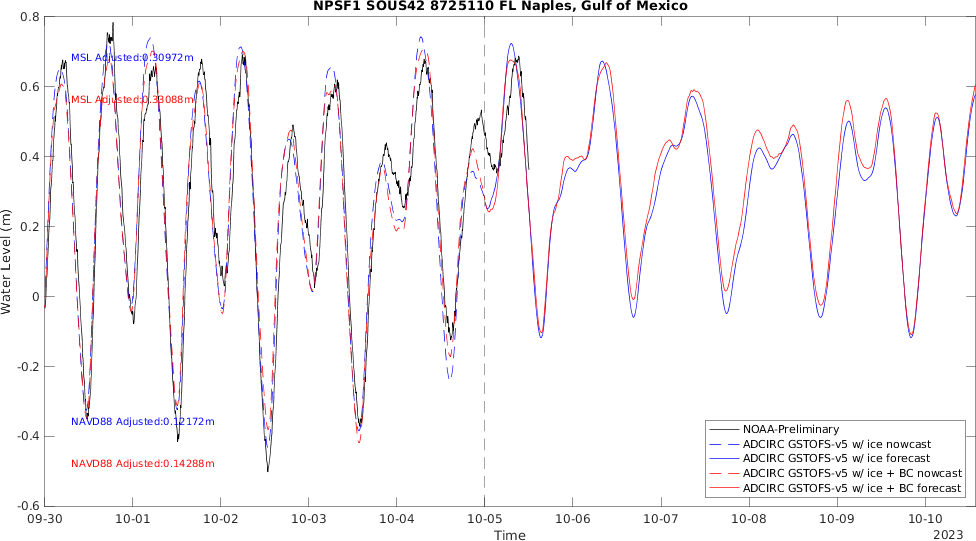 NPSF1 SOUS42 8725110 FL Naples, Gulf of Mexico
0.8
0.6
0.4
0.2
0
-0.2
-0.4
-0.6
Water Level (m)
MSL Adjusted:0.30972m
MSL Adjusted:0.33088m
NAVD88 Adjusted:0.12172m
NAVD88 Adjusted:0.14288m
NOAA-Preliminary
ADCIRC GSTOFS-v5 w/ ice nowcast
ADCIRC GSTOFS-v5 w/ ice forecast
ADCIRC GSTOFS-v5 w/ ice + BC nowcast
ADCIRC GSTOFS-v5 w/ ice + BC forecast
09-30 10-01 10-02 10-03 10-04 10-05 10-06 10-07 10-08 10-09 10-10
Time
2023